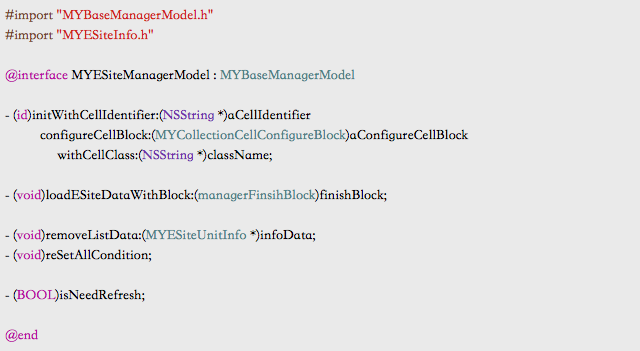 #import "MYBaseManagerModel.h"
#import "MYESiteInfo.h"
@interface MYESiteManagerModel : MYBaseManagerModel
- (id)initWithCellIdentifier:(NSString *)aCellIdentifier
configureCellBlock:(MYCollectionCellConfigureBlock)aConfigureCellBlock
withCellClass:(NSString *)className;
- (void)loadESiteDataWithBlock:(managerFinsihBlock)finishBlock;
- (void)removeListData:(MYESiteUnitInfo *)infoData;
- (void)reSetAllCondition;
- (BOOL)isNeedRefresh;
@end